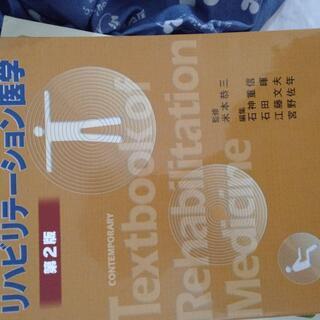 リハビリテーション医学
第2版
CONTEMPORARY
Textbook of
Rehabilitation
Medicine
監修
米本恭三
編集
石神重信
石田 暉
江藤文夫
宮野佐年